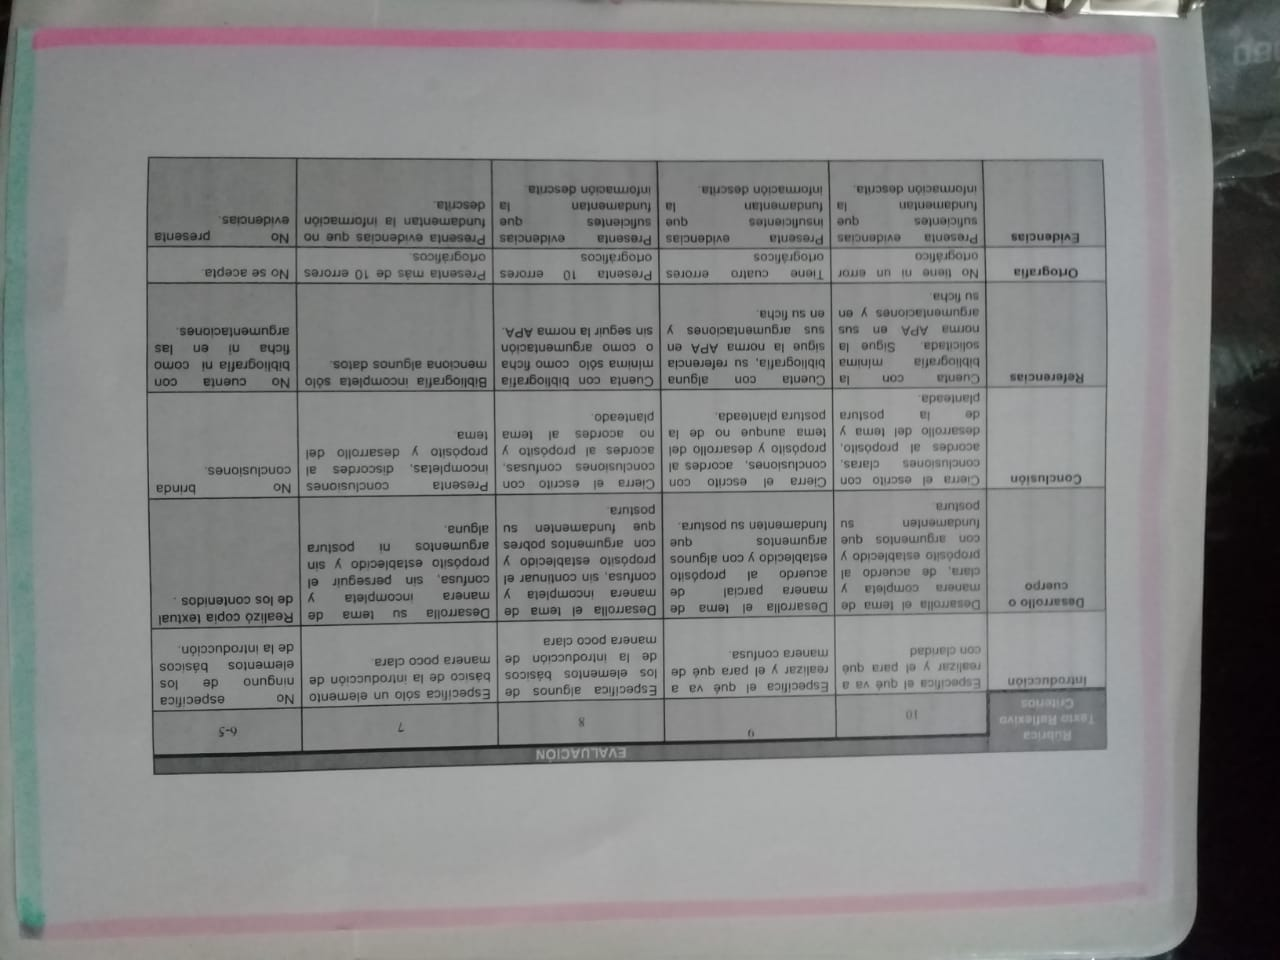 EVALUACIÓN
Rúbrica
Texto Reflexivo
Criterios
10
9
8
7
6-5
Introducción
Especifica el qué va a
realizar y el para qué
con claridad
Especifica el qué va a
realizar y el para qué de
manera confusa.
Especifica algunos de
los elementos básicos
de la introducción de
manera poco clara
Especifica sólo un elemento
básico de la introducción de
manera poco clara.
No especifica
ninguno de los
elementos básicos
de la introducción.
Desarrollo o
cuerpo
Desarrolla el tema de
manera completa y
clara, de acuerdo al
propósito establecido y
con argumentos que
fundamenten su
postura.
Desarrolla el tema de
manera parcial de
acuerdo al propósito
establecido y con algunos
argumentos que
fundamenten su postura.
Desarrolla el tema de
manera incompleta y
confusa, sin continuar el
propósito establecido y
con argumentos pobres
que fundamenten su
postura.
Desarrolla su tema de
manera incompleta y
confusa, sin perseguir el
propósito establecido y sin
argumentos ni postura
alguna.
Realizó copia textual
de los contenidos .
Conclusión
Cierra el escrito con
conclusiones claras,
acordes al propósito,
desarrollo del tema y
de la postura
planteada.
Cierra el escrito con
conclusiones, acordes al
propósito y desarrollo del
tema aunque no de la
postura planteada.
Cierra el escrito con
conclusiones confusas,
acordes al propósito y
no acordes al tema
planteado.
Presenta conclusiones
incompletas, discordes al
propósito y desarrollo del
tema
No brinda
conclusiones.
Referencias
Cuenta con la
bibliografía mínima
solicitada. Sigue la
norma APA en sus
argumentaciones y en
su ficha.
Cuenta con alguna
bibliografía, su referencia
sigue la norma APA en
sus argumentaciones y
en su ficha.
Cuenta con bibliografía
mínima sólo como ficha
o como argumentación
sin seguir la norma APA.
Bibliografía incompleta sólo
menciona algunos datos.
No cuenta con
bibliografía ni como
ficha ni en las
argumentaciones.
Ortografía
No tiene ni un error
ortográfico
Tiene cuatro errores
ortográficos
Presenta 10 errores
ortográficos
Presenta más de 10 errores
ortográficos.
No se acepta.
Evidencias
Presenta evidencias
suficientes que
fundamentan la
información descrita.
Presenta evidencias
insuficientes que
fundamentan la
información descrita.
Presenta evidencias
suficientes que
fundamentan la
información descrita.
Presenta evidencias que no
fundamentan la información
descrita.
No presenta
evidencias.